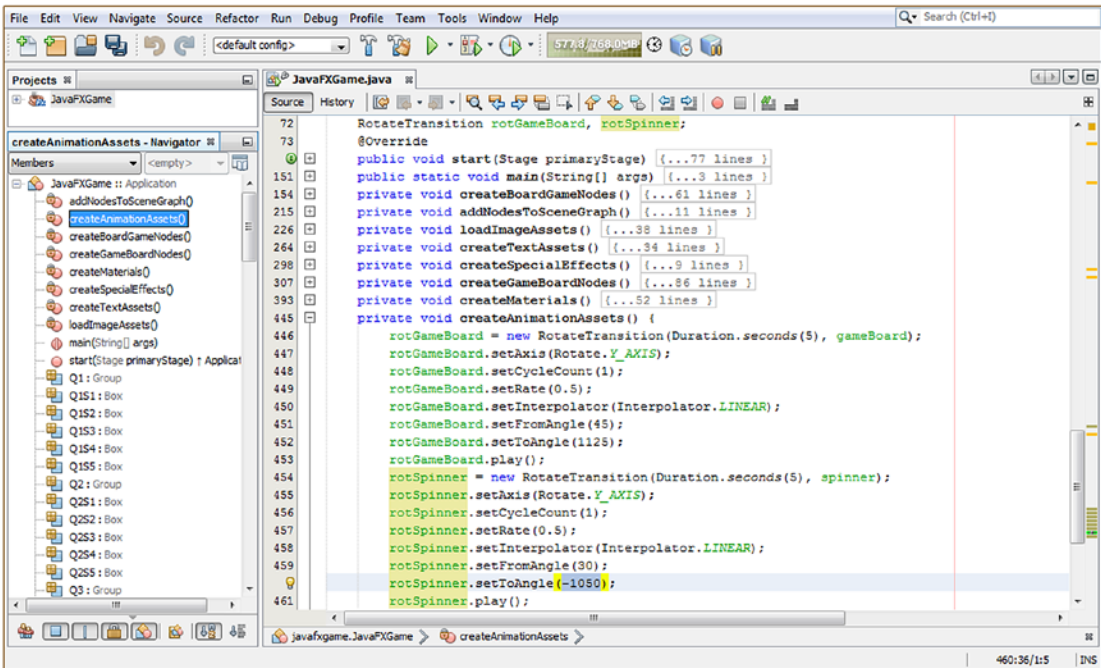 File Edit View Navigate Source Refactor Run Debug Profile Team Tools Window Help
Search (Ctrl+I)
<default config>
577.8/768.0MB
Projects
JavaFXGame
createAnimationAssets - Navigator
Members
<empty>
JavaFXGame :: Application
addNodesToSceneGraph()
createAnimationAssets()
createBoardGameNodes()
createGameBoardNodes()
createMaterials()
createSpecialEffects()
createTextAssets()
loadImageAssets()
main(String[] args)
start(Stage primaryStage) ↑ Applicat
Q1 : Group
Q1S1 : Box
Q1S2 : Box
Q1S3 : Box
Q1S4 : Box
Q1S5 : Box
Q2 : Group
Q2S1 : Box
Q2S2 : Box
Q2S3 : Box
Q2S4 : Box
Q2S5 : Box
Q3 : Group
JavaFXGame.java
Source History
72 RotateTransition rotGameBoard, rotSpinner;
73 @Override
public void start(Stage primaryStage) {...77 lines }
151 public static void main(String[] args) {...3 lines }
154 private void createBoardGameNodes() {...61 lines }
215 private void addNodesToSceneGraph() {...11 lines }
226 private void loadImageAssets() {...38 lines }
264 private void createTextAssets() {...34 lines }
298 private void createSpecialEffects() {...9 lines }
307 private void createGameBoardNodes() {...86 lines }
393 private void createMaterials() {...52 lines }
445 private void createAnimationAssets() {
446 rotGameBoard = new RotateTransition(Duration.seconds(5), gameBoard);
447 rotGameBoard.setAxis(Rotate.Y_AXIS);
448 rotGameBoard.setCycleCount(1);
449 rotGameBoard.setRate(0.5);
450 rotGameBoard.setInterpolator(Interpolator.LINEAR);
451 rotGameBoard.setFromAngle(45);
452 rotGameBoard.setToAngle(1125);
453 rotGameBoard.play();
454 rotSpinner = new RotateTransition(Duration.seconds(5), spinner);
455 rotSpinner.setAxis(Rotate.Y_AXIS);
456 rotSpinner.setCycleCount(1);
457 rotSpinner.setRate(0.5);
458 rotSpinner.setInterpolator(Interpolator.LINEAR);
459 rotSpinner.setFromAngle(30);
rotSpinner.setToAngle(-1050);
461 rotSpinner.play();
javafxgame.JavaFXGame
createAnimationAssets
460:36/1:5
INS